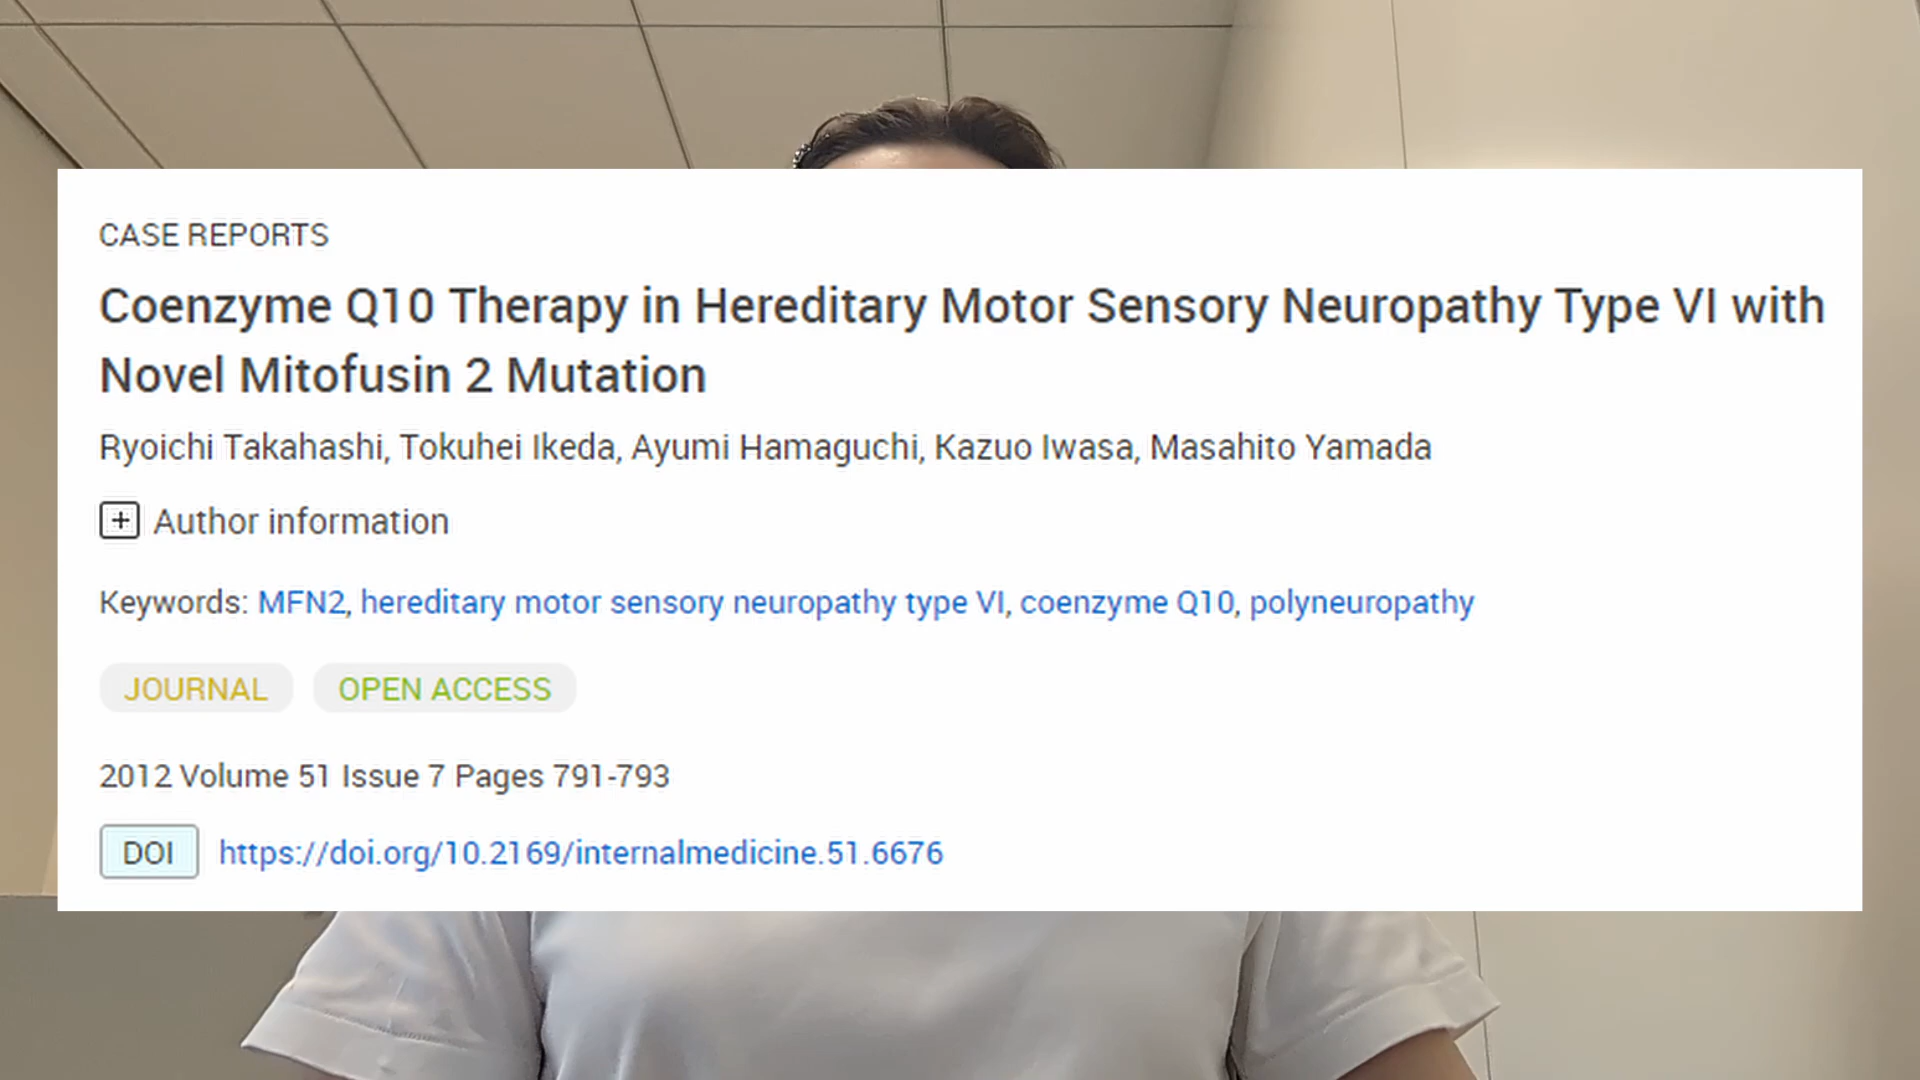 CASE REPORTS
Coenzyme Q10 Therapy in Hereditary Motor Sensory Neuropathy Type VI with
Novel Mitofusin 2 Mutation
Ryoichi Takahashi, Tokuhei Ikeda, Ayumi Hamaguchi, Kazuo Iwasa, Masahito Yamada
Author information
Keywords: MFN2, hereditary motor sensory neuropathy type VI, coenzyme Q10, polyneuropathy
JOURNAL OPEN ACCESS
2012 Volume 51 Issue 7 Pages 791-793
DOI https://doi.org/10.2169/internalmedicine.51.6676